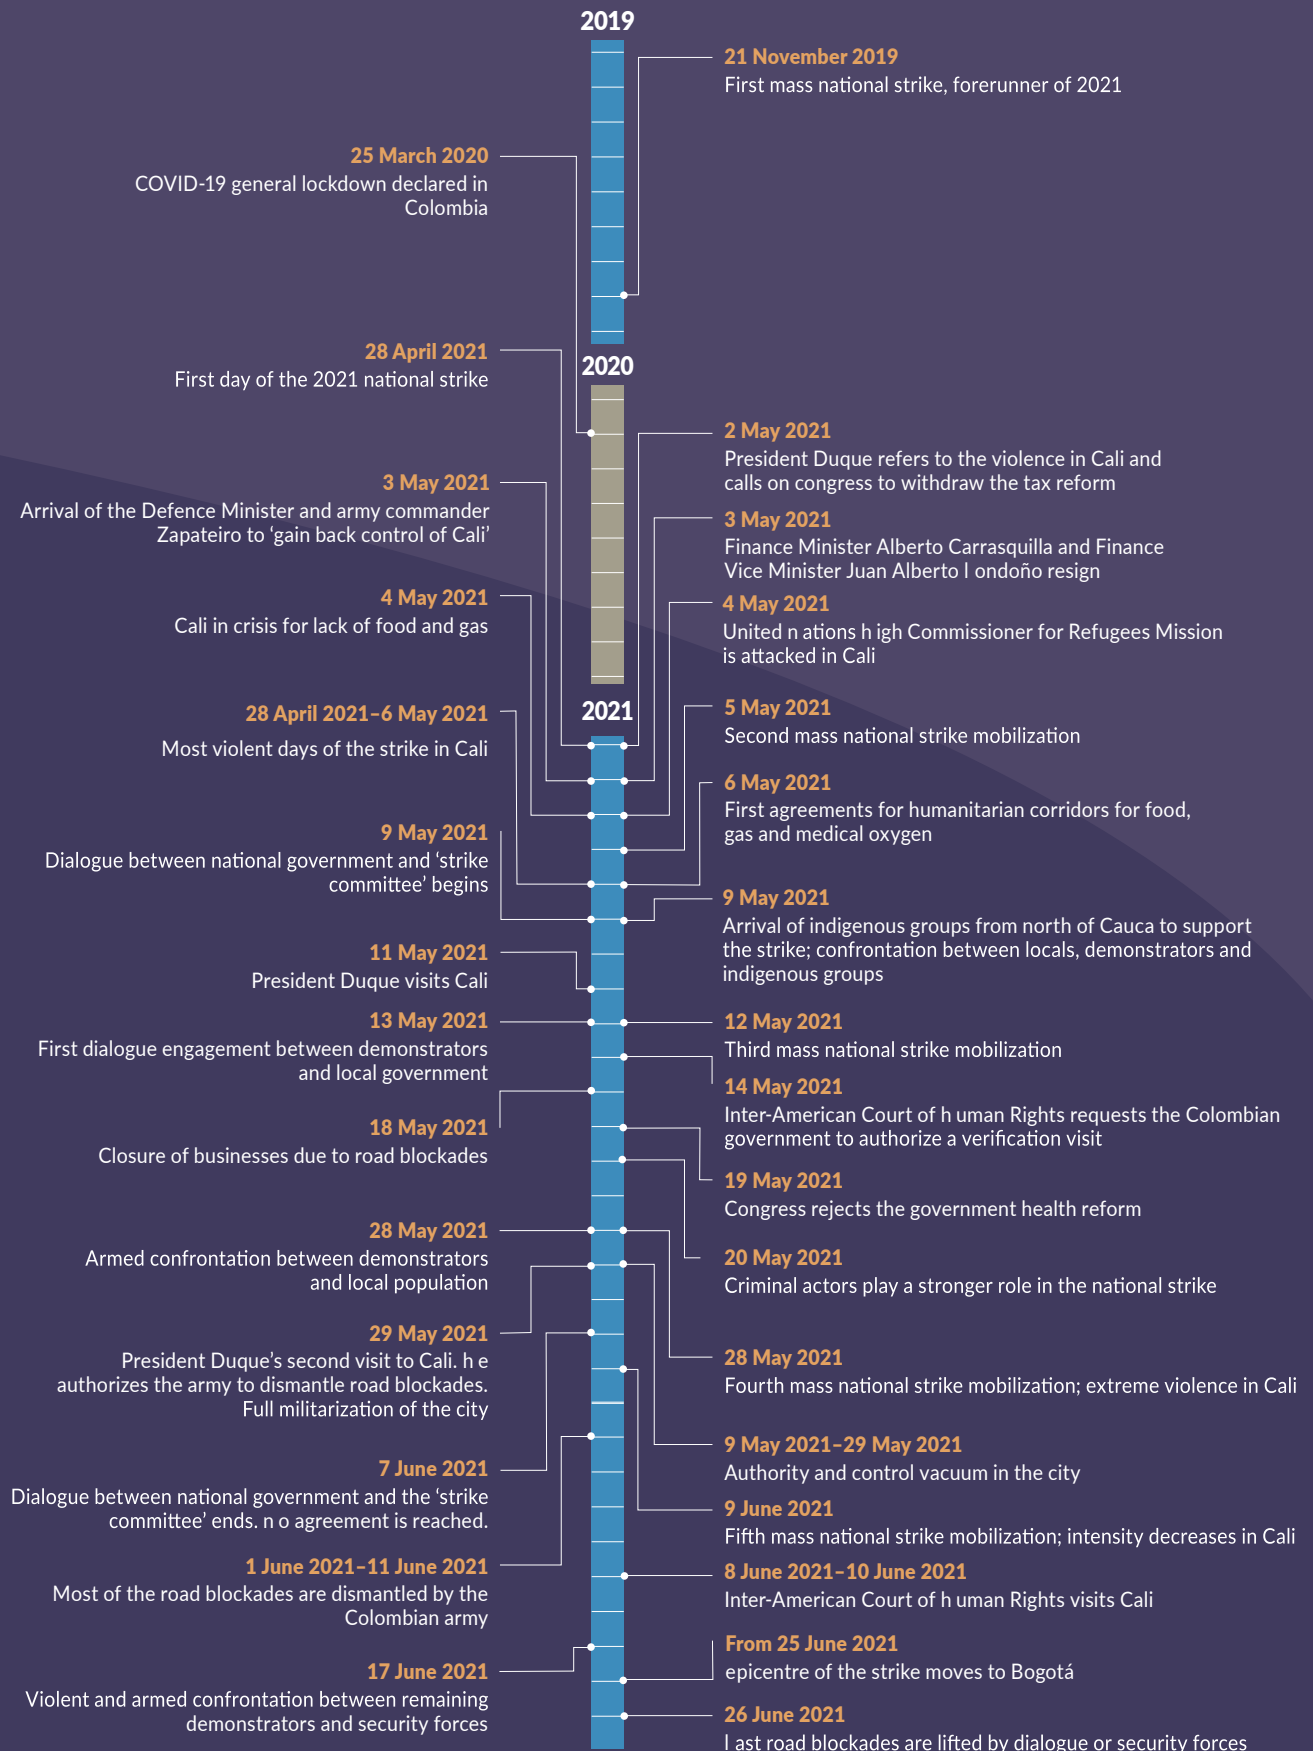 2019
21 November 2019
First mass national strike, forerunner of 2021
25 March 2020
COVID-19 general lockdown declared in
Colombia
28 April 2021
First day of the 2021 national strike
2020
2 May 2021
President Duque refers to the violence in Cali and
calls on congress to withdraw the tax reform
3 May 2021
Arrival of the Defence Minister and army commander
Zapateiro to ‘gain back control of Cali’
3 May 2021
Finance Minister Alberto Carrasquilla and Finance
Vice Minister Juan Alberto l ondoño resign
4 May 2021
Cali in crisis for lack of food and gas
4 May 2021
United n ations h igh Commissioner for Refugees Mission
is attacked in Cali
28 April 2021–6 May 2021
Most violent days of the strike in Cali
2021
5 May 2021
Second mass national strike mobilization
6 May 2021
First agreements for humanitarian corridors for food,
gas and medical oxygen
9 May 2021
Dialogue between national government and ‘strike
committee’ begins
9 May 2021
Arrival of indigenous groups from north of Cauca to support
the strike; confrontation between locals, demonstrators and
indigenous groups
11 May 2021
President Duque visits Cali
13 May 2021
First dialogue engagement between demonstrators
and local government
12 May 2021
Third mass national strike mobilization
14 May 2021
Inter-American Court of h uman Rights requests the Colombian
government to authorize a verification visit
18 May 2021
Closure of businesses due to road blockades
19 May 2021
Congress rejects the government health reform
28 May 2021
Armed confrontation between demonstrators
and local population
20 May 2021
Criminal actors play a stronger role in the national strike
29 May 2021
President Duque’s second visit to Cali. h e
authorizes the army to dismantle road blockades.
Full militarization of the city
28 May 2021
Fourth mass national strike mobilization; extreme violence in Cali
9 May 2021–29 May 2021
Authority and control vacuum in the city
7 June 2021
Dialogue between national government and the ‘strike
committee’ ends. n o agreement is reached.
9 June 2021
Fifth mass national strike mobilization; intensity decreases in Cali
1 June 2021–11 June 2021
Most of the road blockades are dismantled by the
Colombian army
8 June 2021–10 June 2021
Inter-American Court of h uman Rights visits Cali
From 25 June 2021
epicentre of the strike moves to Bogotá
17 June 2021
Violent and armed confrontation between remaining
demonstrators and security forces
26 June 2021
l ast road blockades are lifted by dialogue or security forces